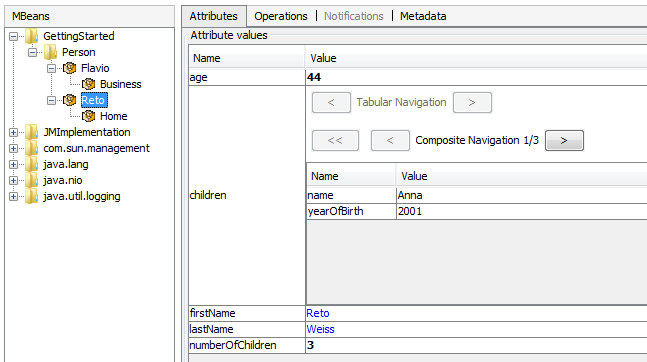 MBeans
GettingStarted
Person
Flavio
Business
Reto
Home
JMImplementation
com.sun.management
java.lang
java.nio
java.util.logging
Attributes Operations Notifications Metadata
Attribute values
Name Value
age 44
< Tabular Navigation >
<< < Composite Navigation 1/3 >
children
Name Value
name Anna
yearOfBirth 2001
firstName Reto
lastName Weiss
numberOfChildren 3